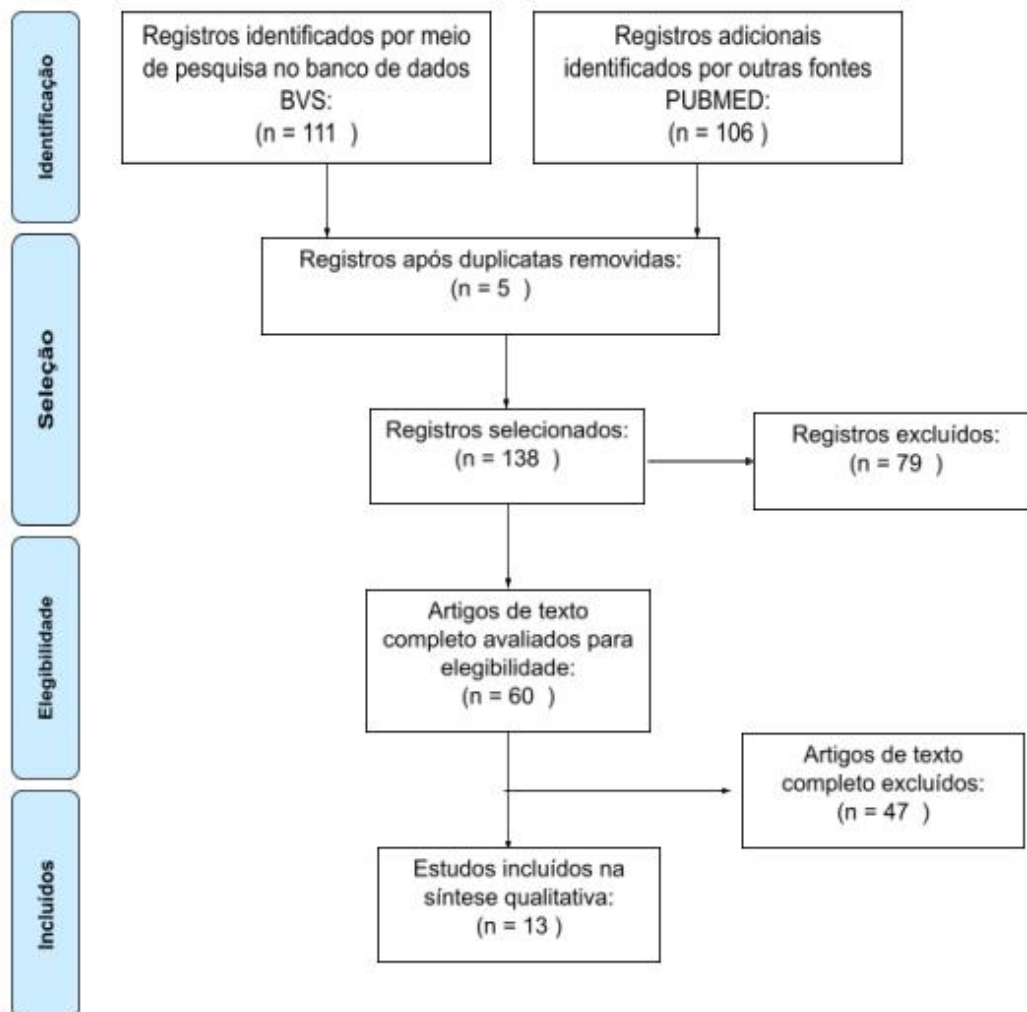 Identificação
Registros identificados por meio
de pesquisa no banco de dados
BVS:
(n = 111 )
Registros adicionais
identificados por outras fontes
PUBMED:
(n = 106 )
Seleção
Registros após duplicatas removidas:
(n = 5 )
Registros selecionados:
(n = 138 )
Registros excluídos:
(n = 79 )
Elegibilidade
Artigos de texto
completo avaliados para
elegibilidade:
(n = 60 )
Artigos de texto
completo excluídos:
(n = 47 )
Incluídos
Estudos incluídos na
síntese qualitativa:
(n = 13 )